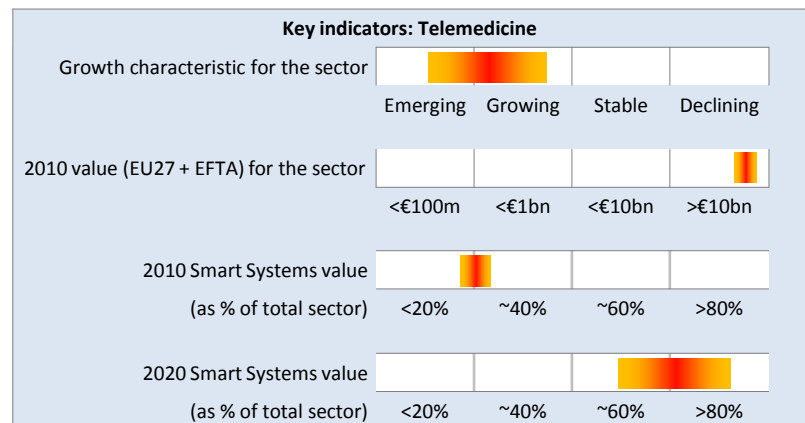 Key indicators: Telemedicine
Growth characteristic for the sector
Emerging Growing Stable Declining
2010 value (EU27 + EFTA) for the sector
<€100m <€1bn <€10bn >€10bn
2010 Smart Systems value
(as % of total sector) <20% ~40% ~60% >80%
2020 Smart Systems value
(as % of total sector) <20% ~40% ~60% >80%